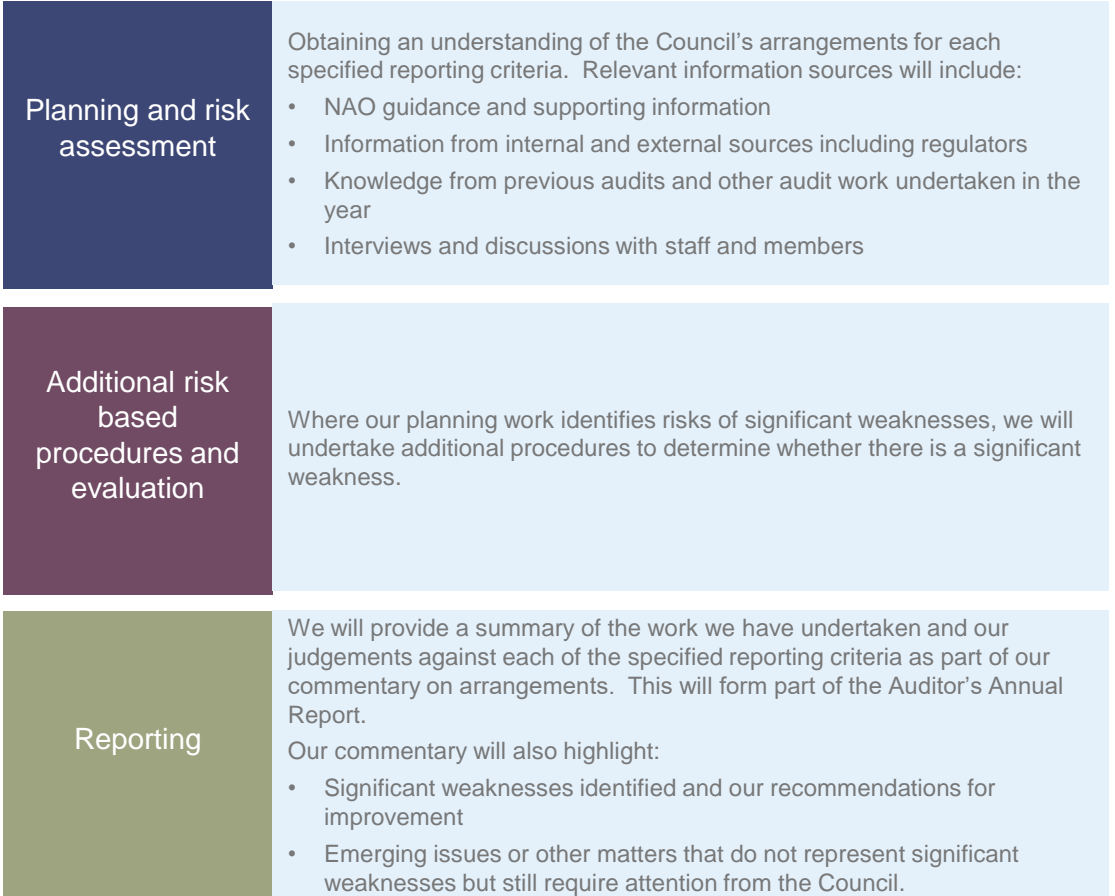 Planning and risk
assessment
Obtaining an understanding of the Council’s arrangements for each
specified reporting criteria.  Relevant information sources will include:
• NAO guidance and supporting information
• Information from internal and external sources including regulators
• Knowledge from previous audits and other audit work undertaken in the
year
• Interviews and discussions with staff and members
Additional risk
based
procedures and
evaluation
Where our planning work identifies risks of significant weaknesses, we will
undertake additional procedures to determine whether there is a significant
weakness.
Reporting
We will provide a summary of the work we have undertaken and our
judgements against each of the specified reporting criteria as part of our
commentary on arrangements.  This will form part of the Auditor’s Annual
Report.
Our commentary will also highlight:
• Significant weaknesses identified and our recommendations for
improvement
• Emerging issues or other matters that do not represent significant
weaknesses but still require attention from the Council.